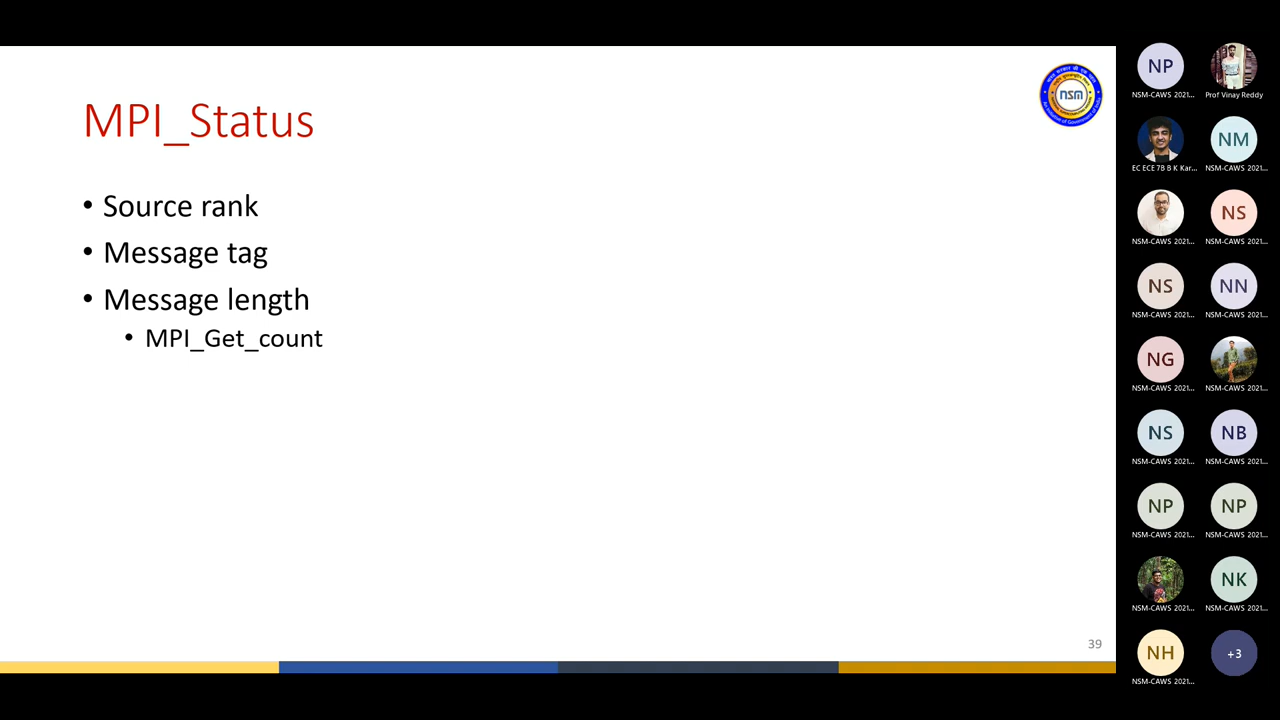 MPI_Status
• Source rank
• Message tag
• Message length
• MPI_Get_count
39
nsm
NP
NSM-CAWS 2021...
Prof Vinay Reddy
EC ECE 7B B K Kar...
NM
NSM-CAWS 2021...
NSM-CAWS 2021...
NS
NSM-CAWS 2021...
NS
NSM-CAWS 2021...
NN
NSM-CAWS 2021...
NG
NSM-CAWS 2021...
NSM-CAWS 2021...
NS
NSM-CAWS 2021...
NB
NSM-CAWS 2021...
NP
NSM-CAWS 2021...
NP
NSM-CAWS 2021...
NSM-CAWS 2021...
NK
NSM-CAWS 2021...
NH
NSM-CAWS 2021...
+3